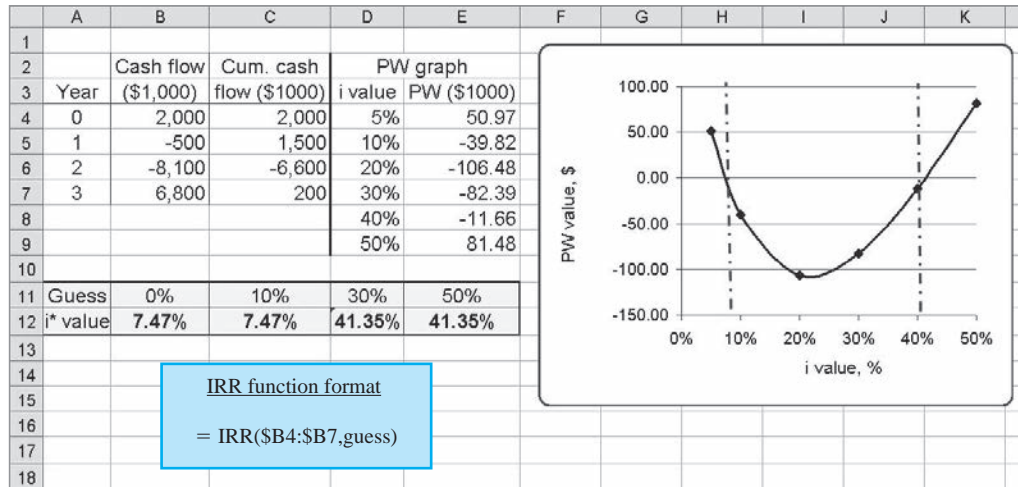 A B C D E F G H I J K
1
2 Cash flow Cum. cash PW graph
3 Year ($1,000) flow ($1000) i value PW ($1000)
4 0 2,000 2,000 5% 50.97
5 1 -500 1,500 10% -39.82
6 2 -8,100 -6,600 20% -106.48
7 3 6,800 200 30% -82.39
8 40% -11.66
9 50% 81.48
10
11 Guess 0% 10% 30% 50%
12 i* value 7.47% 7.47% 41.35% 41.35%
13
14
15
16
17
18
IRR function format
= IRR($B4:$B7,guess)
PW value, $
100.00
50.00
0.00
-50.00
-100.00
-150.00
0% 10% 20% 30% 40% 50%
i value, %